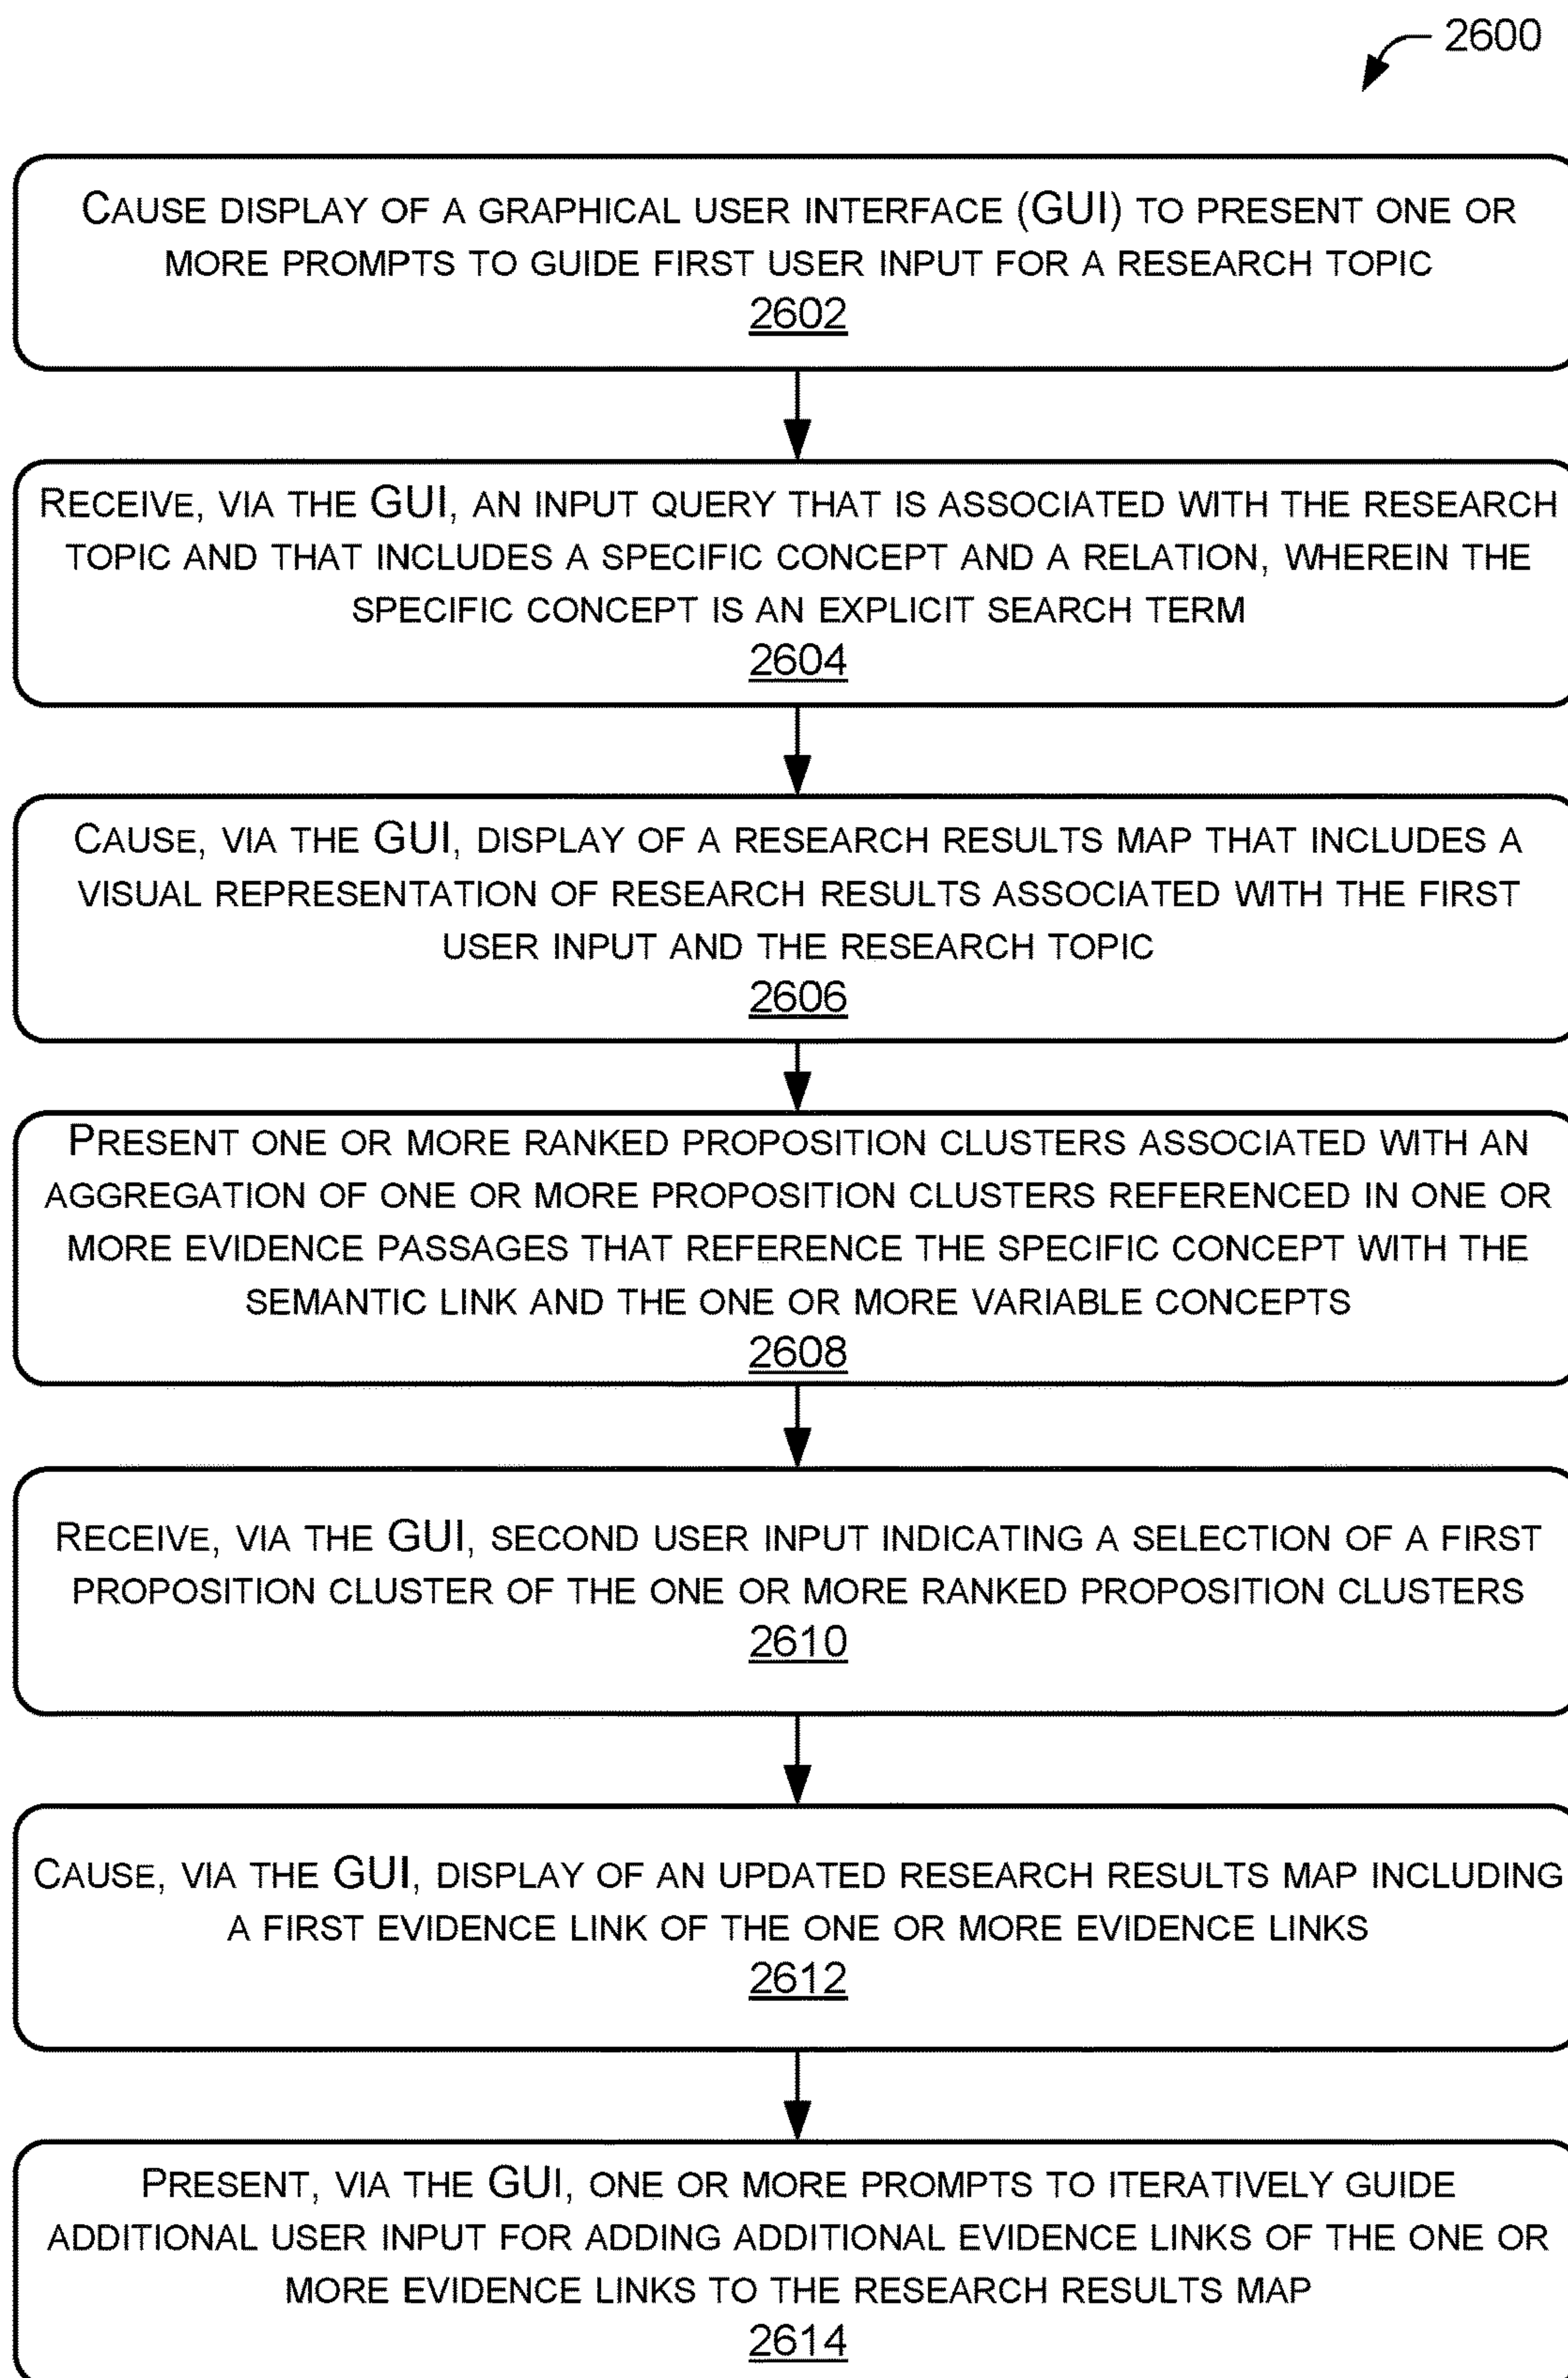 2600
CAUSE DISPLAY OF A GRAPHICAL USER INTERFACE (GUI) TO PRESENT ONE OR
MORE PROMPTS TO GUIDE FIRST USER INPUT FOR A RESEARCH TOPIC
2602
RECEIVE, VIA THE GUI, AN INPUT QUERY THAT IS ASSOCIATED WITH THE RESEARCH
TOPIC AND THAT INCLUDES A SPECIFIC CONCEPT AND A RELATION, WHEREIN THE
SPECIFIC CONCEPT IS AN EXPLICIT SEARCH TERM
2604
CAUSE, VIA THE GUI, DISPLAY OF A RESEARCH RESULTS MAP THAT INCLUDES A
VISUAL REPRESENTATION OF RESEARCH RESULTS ASSOCIATED WITH THE FIRST
USER INPUT AND THE RESEARCH TOPIC
2606
PRESENT ONE OR MORE RANKED PROPOSITION CLUSTERS ASSOCIATED WITH AN
AGGREGATION OF ONE OR MORE PROPOSITION CLUSTERS REFERENCED IN ONE OR
MORE EVIDENCE PASSAGES THAT REFERENCE THE SPECIFIC CONCEPT WITH THE
SEMANTIC LINK AND THE ONE OR MORE VARIABLE CONCEPTS
2608
RECEIVE, VIA THE GUI, SECOND USER INPUT INDICATING A SELECTION OF A FIRST
PROPOSITION CLUSTER OF THE ONE OR MORE RANKED PROPOSITION CLUSTERS
2610
CAUSE, VIA THE GUI, DISPLAY OF AN UPDATED RESEARCH RESULTS MAP INCLUDING
A FIRST EVIDENCE LINK OF THE ONE OR MORE EVIDENCE LINKS
2612
PRESENT, VIA THE GUI, ONE OR MORE PROMPTS TO ITERATIVELY GUIDE
ADDITIONAL USER INPUT FOR ADDING ADDITIONAL EVIDENCE LINKS OF THE ONE OR
MORE EVIDENCE LINKS TO THE RESEARCH RESULTS MAP
2614